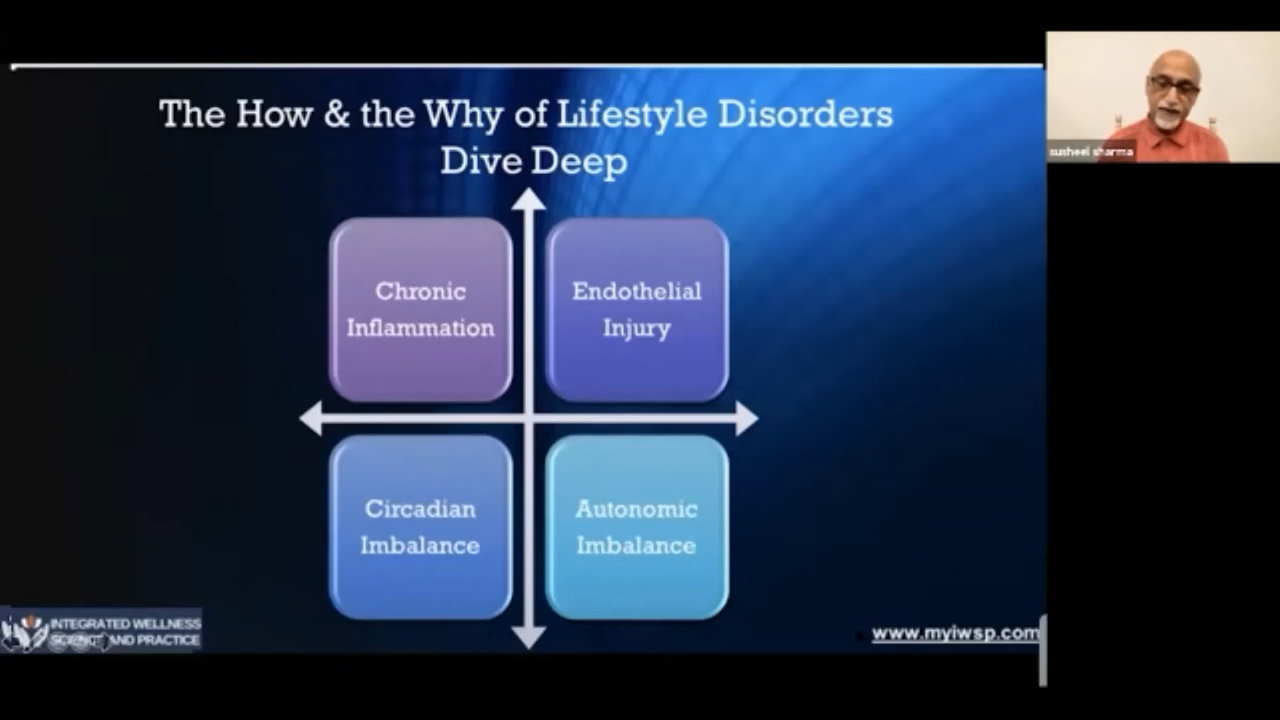 The How & the Why of Lifestyle Disorders
Dive Deep
Chronic
Inflammation
Endothelial
Injury
Circadian
Imbalance
Autonomic
Imbalance
INTEGRATED WELLNESS
SCIENCE AND PRACTICE
www.myiwsp.com
susheel sharma